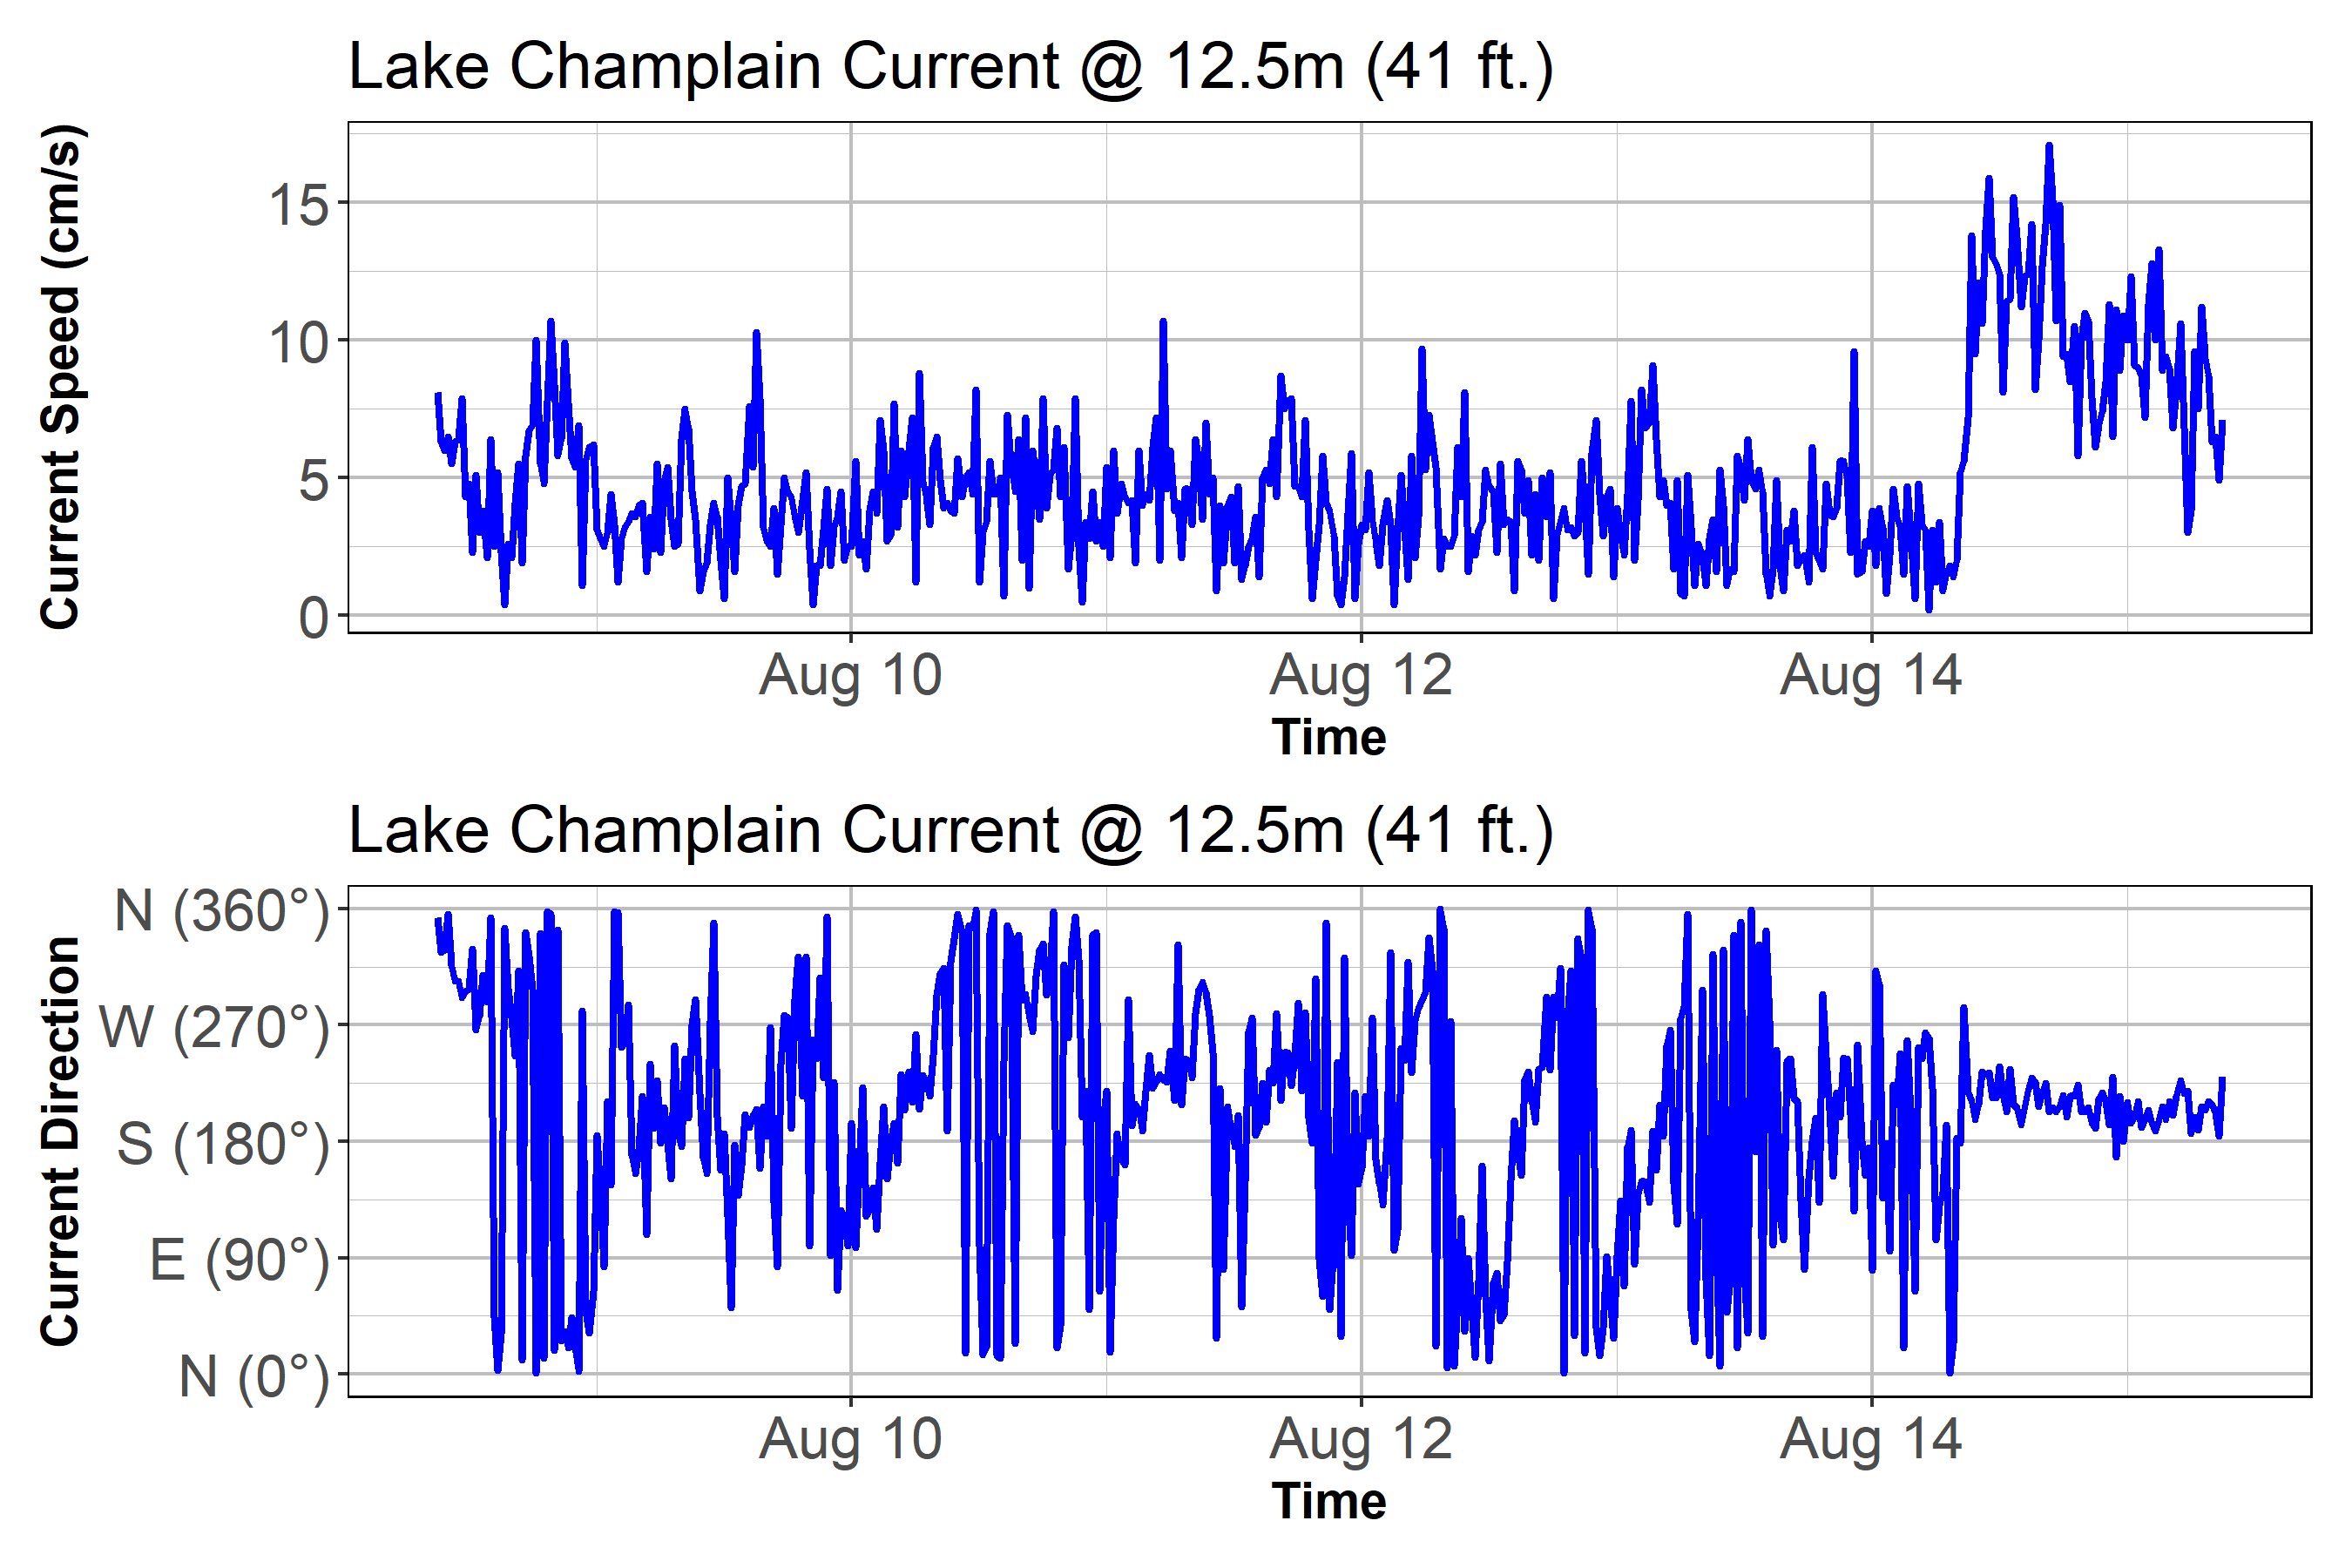 Lake Champlain Current @ 12.5m (41 ft.)
Current Speed (cm/s)
15
10
5
0
Aug 10 Aug 12 Aug 14
Time
Lake Champlain Current @ 12.5m (41 ft.)
Current Direction
N (360°)
W (270°)
S (180°)
E (90°)
N (0°)
Aug 10 Aug 12 Aug 14
Time